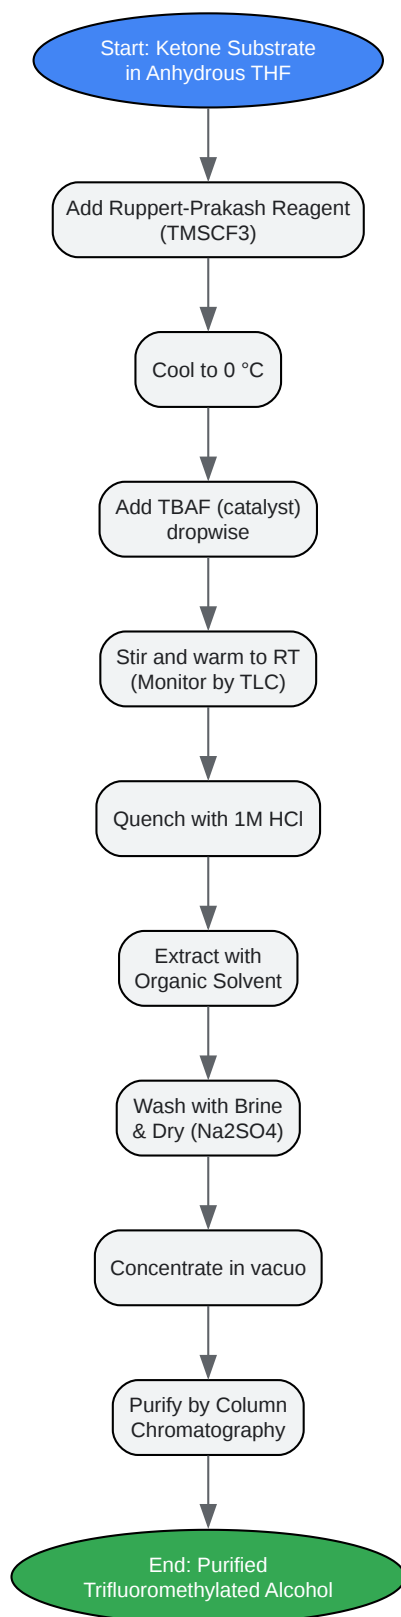 Start: Ketone Substrate
in Anhydrous THF
Add Ruppert-Prakash Reagent
(TMSCF3)
Cool to 0 °C
Add TBAF (catalyst)
dropwise
Stir and warm to RT
(Monitor by TLC)
Quench with 1M HCl
Extract with
Organic Solvent
Wash with Brine
& Dry (Na2SO4)
Concentrate in vacuo
Purify by Column
Chromatography
End: Purified
Trifluoromethylated Alcohol